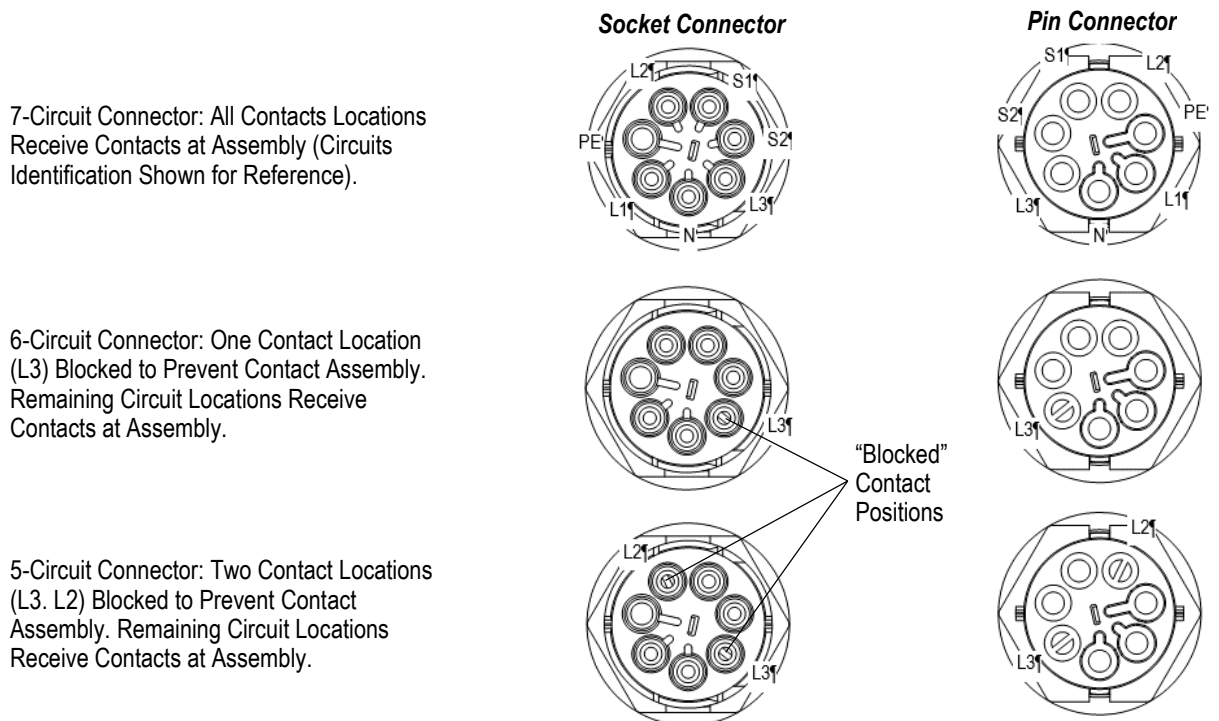 Socket Connector
Pin Connector
7-Circuit Connector: All Contacts Locations
Receive Contacts at Assembly (Circuits
Identification Shown for Reference).
L2¶
S1¶
PE'
S2¶
L1¶
L3¶
N'
S1¶
L2¶
S2¶
PE'
L3¶
L1¶
N'
6-Circuit Connector: One Contact Location
(L3) Blocked to Prevent Contact Assembly.
Remaining Circuit Locations Receive
Contacts at Assembly.
L3¶
L3¶
“Blocked”
Contact
Positions
5-Circuit Connector: Two Contact Locations
(L3. L2) Blocked to Prevent Contact
Assembly. Remaining Circuit Locations
Receive Contacts at Assembly.
L2¶
L3¶
L2¶
L3¶